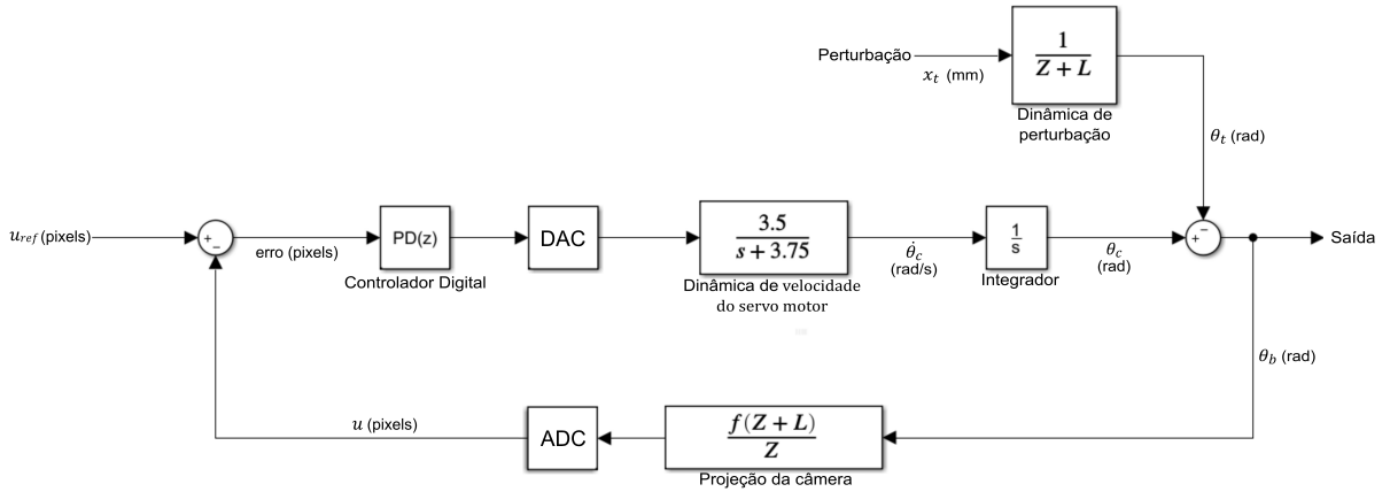 Perturbação
x_t (mm)
1
Z + L
Dinâmica de
perturbação
θ_t (rad)
u_ref (pixels)
+
−
erro (pixels)
PD(z)
Controlador Digital
DAC
3.5
s + 3.75
Dinâmica de velocidade
do servo motor
θ̇_c
(rad/s)
1
s
Integrador
θ_c
(rad)
+
−
Saída
θ_b (rad)
u (pixels)
ADC
f(Z + L)
Z
Projeção da câmera